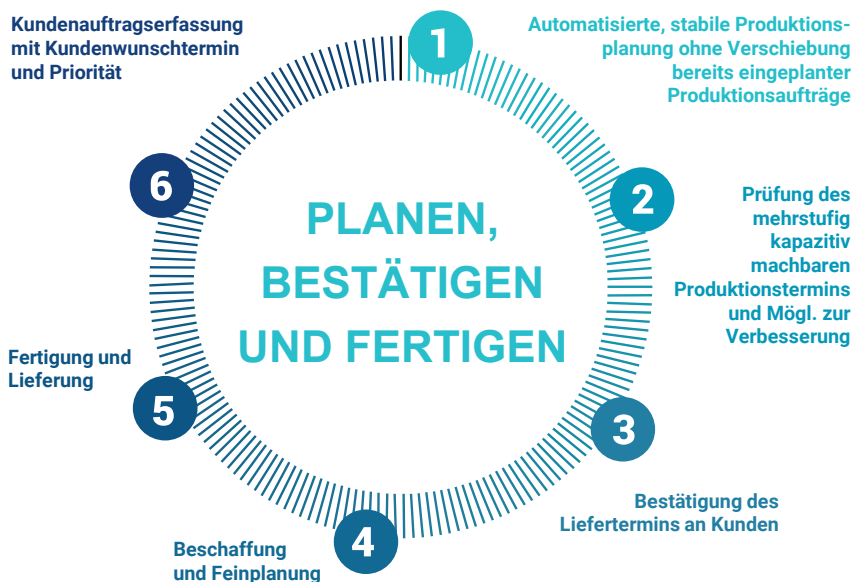 Kundenauftragserfassung
mit Kundenwunschtermin
und Priorität
1
Automatisierte, stabile Produktions-
planung ohne Verschiebung
bereits eingeplanter
Produktionsaufträge
2
Prüfung des
mehrstufig
kapazitiv
machbaren
Produktionstermins
und Mögl. zur
Verbesserung
3
Bestätigung des
Liefertermins an Kunden
4
Beschaffung
und Feinplanung
5
Fertigung und
Lieferung
6
PLANEN,
BESTÄTIGEN
UND FERTIGEN